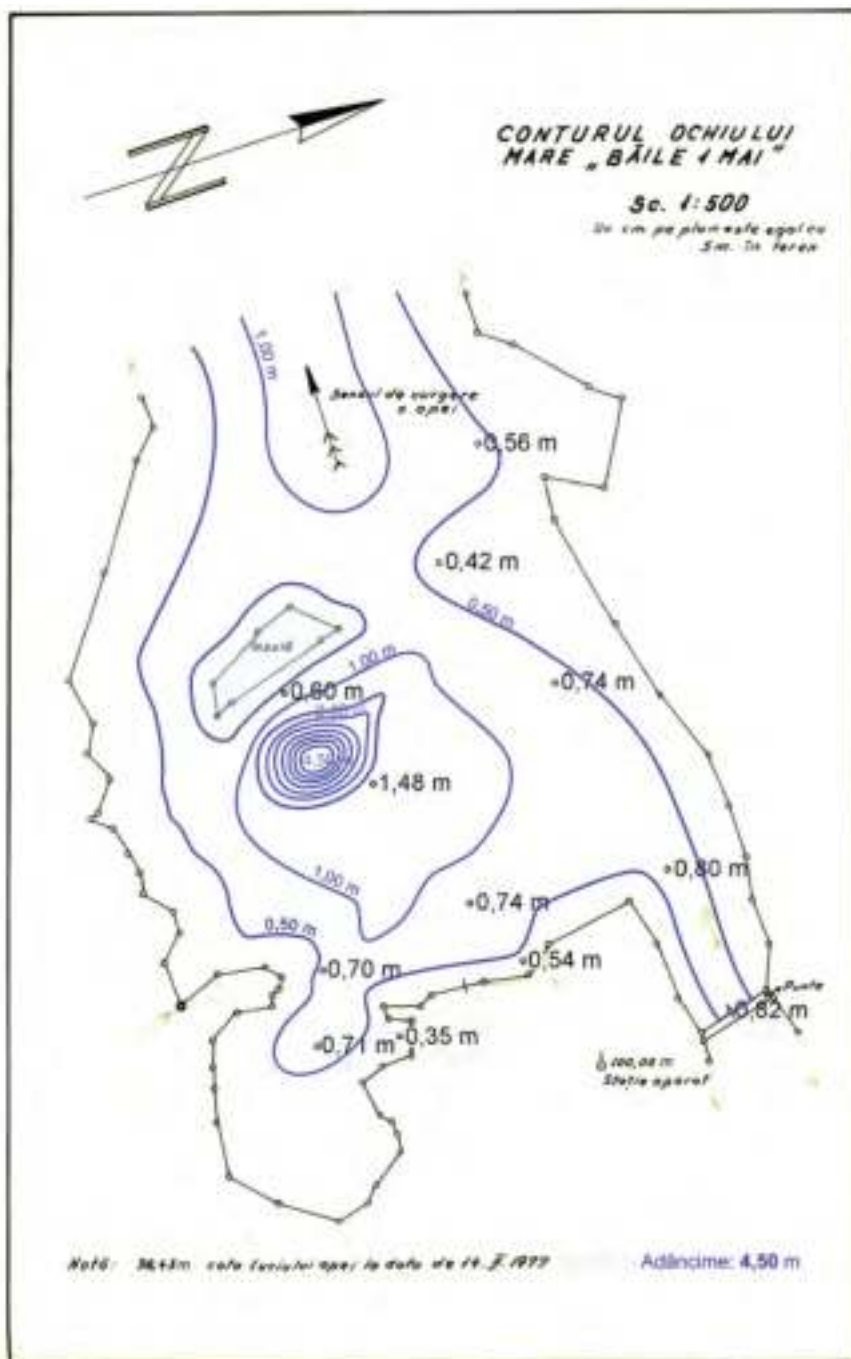 CONTURUL OCHIULUI
MARE „BĂILE 1 MAI"
Sc. 1:500
Un cm. pe plan este egal cu
5m. în teren
1.00 m
Sensul de curgere
a apei
0,56 m
0,42 m
0,50 m
1,00 m
0,74 m
0,60 m
1,48 m
0,80 m
1,00 m
0,74 m
0,50 m
0,70 m
0,54 m
Punte
0,62 m
0,71 m
0,35 m
100,00 m
Stație aparat
Notă: cota luciului apei la data de 1977
Adâncime: 4,50 m